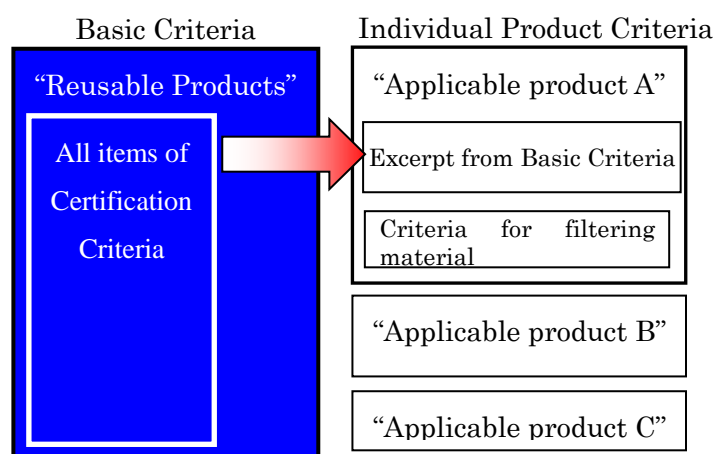 Basic Criteria
“Reusable Products”
All items of
Certification
Criteria
Individual Product Criteria
“Applicable product A”
Excerpt from Basic Criteria
Criteria for filtering
material
“Applicable product B”
“Applicable product C”